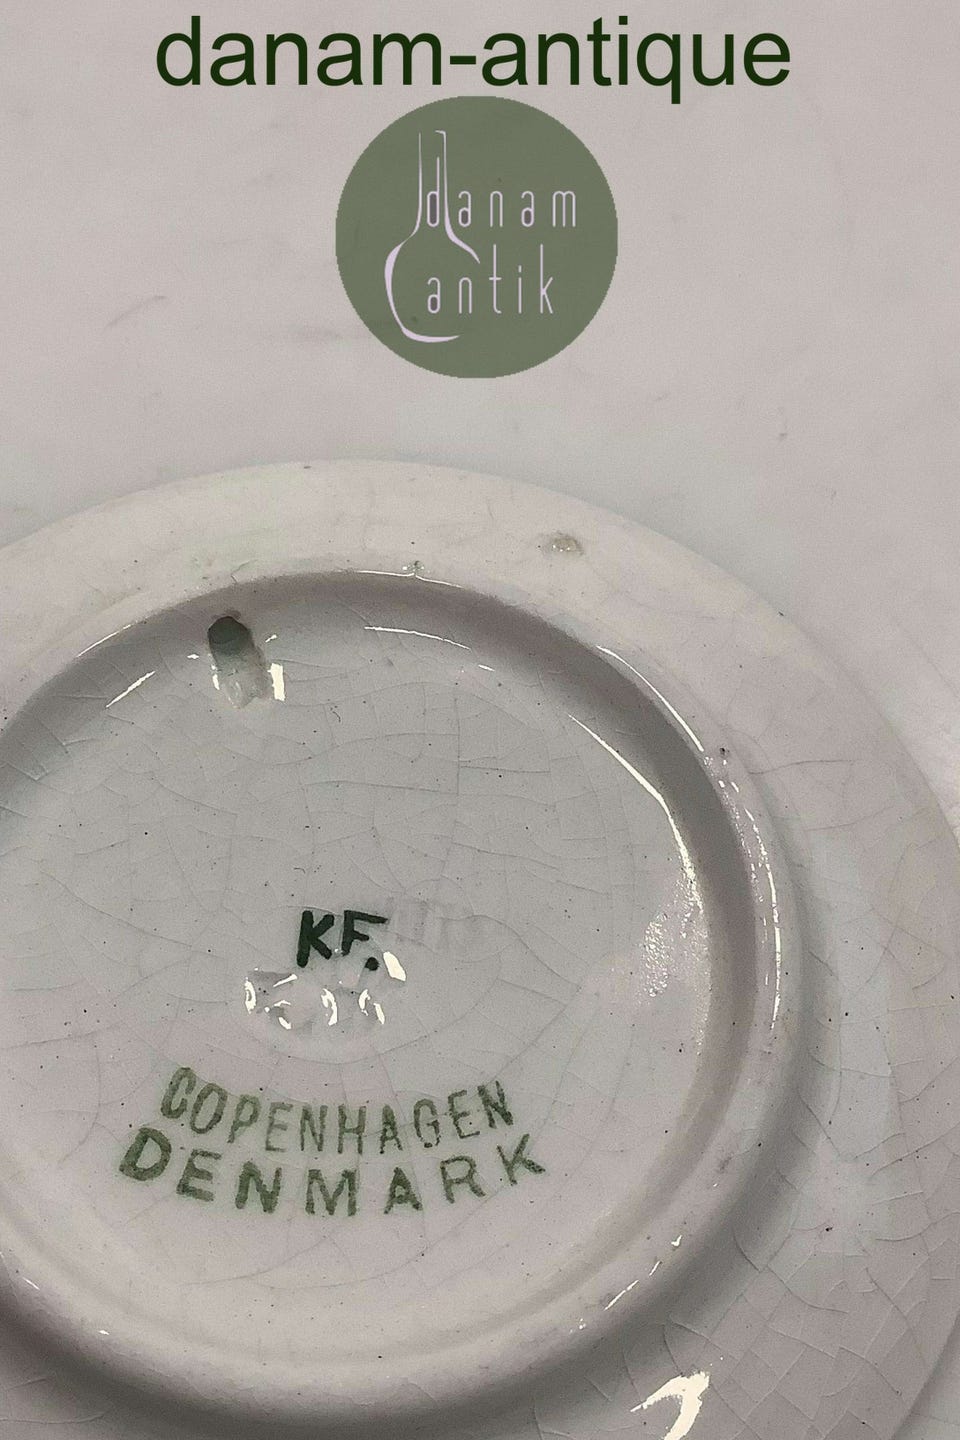 danam-antique
danam
antik
KF.
COPENHAGEN
DENMARK